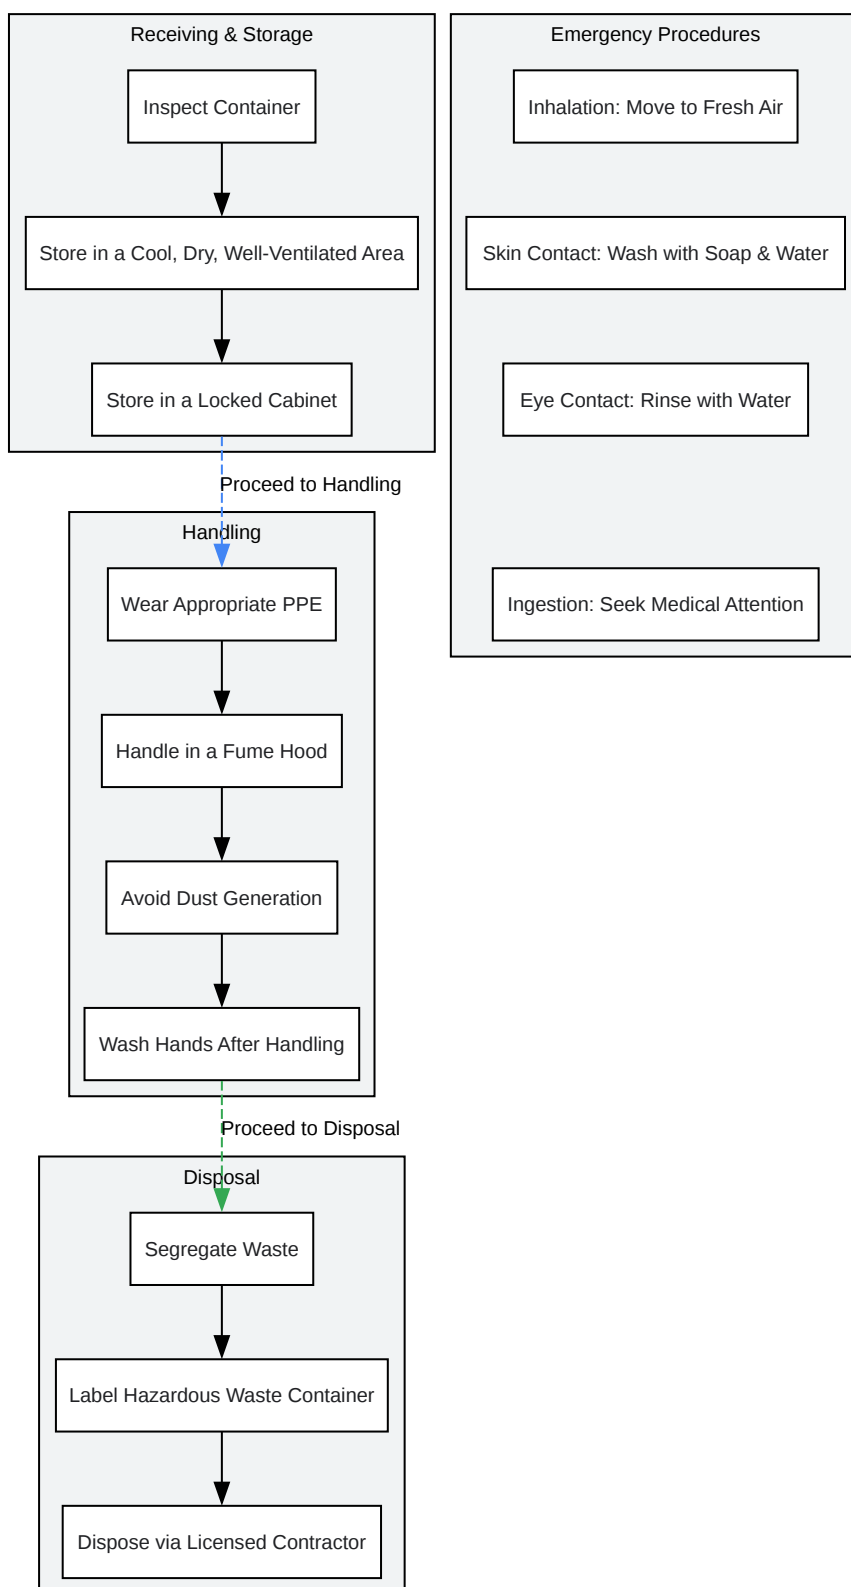 Receiving & Storage
Inspect Container
Store in a Cool, Dry, Well-Ventilated Area
Store in a Locked Cabinet
Proceed to Handling
Handling
Wear Appropriate PPE
Handle in a Fume Hood
Avoid Dust Generation
Wash Hands After Handling
Proceed to Disposal
Disposal
Segregate Waste
Label Hazardous Waste Container
Dispose via Licensed Contractor
Emergency Procedures
Inhalation: Move to Fresh Air
Skin Contact: Wash with Soap & Water
Eye Contact: Rinse with Water
Ingestion: Seek Medical Attention